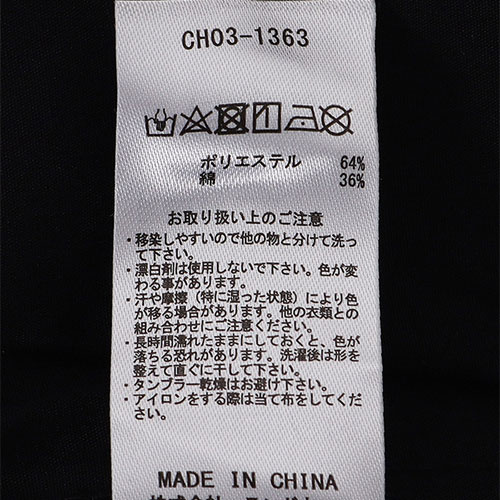 CH03-1363
ポリエステル 64%
綿 36%
お取り扱い上のご注意
・移染しやすいので他の物と分けて洗っ
て下さい。
・漂白剤は使用しないで下さい。色が変
わる事があります。
・汗や摩擦(特に湿った状態)により色
が移る場合があります。他の衣類との
組み合わせにご注意ください。
・長時間濡れたままにしておくと、色が
落ちる恐れがあります。洗濯後は形を
整えて直ぐに干して下さい。
・タンブラー乾燥はお避け下さい。
・アイロンをする際は当て布をしてくだ
さい。
MADE IN CHINA